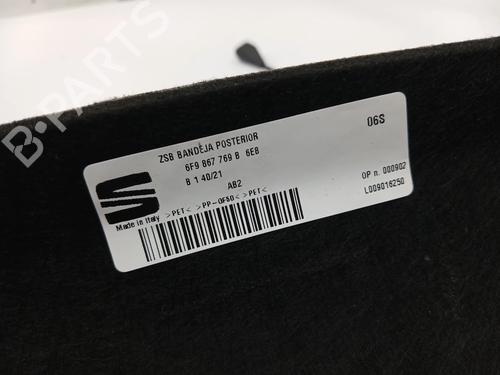 B-PARTS
ZSB BANDEJA POSTERIOR
6F9 867 769 B 6E8
B 1 40/21
06S
AB2
OP n. 000902
L009016250
Made in Italy >PET< >PP-GF60< >PET<